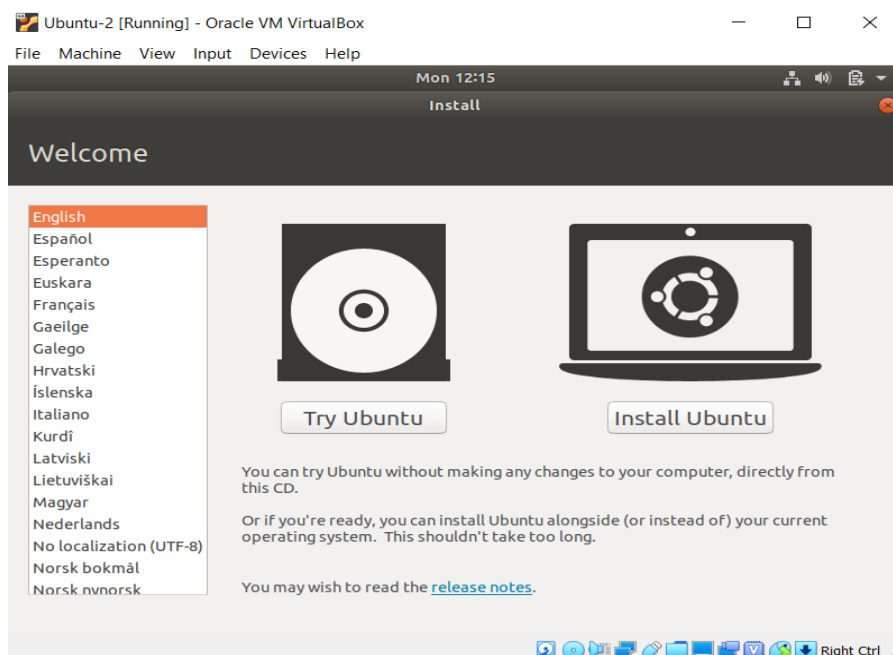 Ubuntu-2 [Running] - Oracle VM VirtualBox
File Machine View Input Devices Help
Mon 12:15
Install
Welcome
English
Español
Esperanto
Euskara
Français
Gaeilge
Galego
Hrvatski
Íslenska
Italiano
Kurdî
Latviski
Lietuviškai
Magyar
Nederlands
No localization (UTF-8)
Norsk bokmål
Norsk nynorsk
Try Ubuntu
Install Ubuntu
You can try Ubuntu without making any changes to your computer, directly from
this CD.
Or if you're ready, you can install Ubuntu alongside (or instead of) your current
operating system. This shouldn't take too long.
You may wish to read the release notes.
Right Ctrl